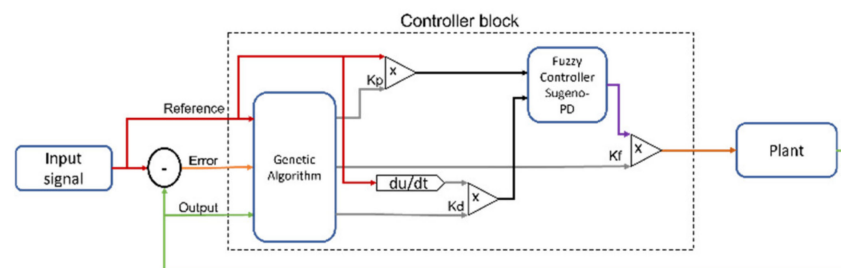 Controller block
Reference
Input
signal
-
Error
Output
Genetic
Algorithm
Kp
x
du/dt
Kd
x
Fuzzy
Controller
Sugeno-
PD
Kf
x
Plant